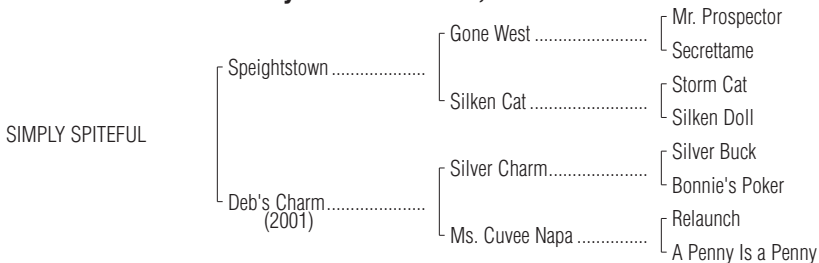 Mr. Prospector
Gone West ....................
Secrettame
Speightstown ....................
Storm Cat
Silken Cat ....................
Silken Doll
SIMPLY SPITEFUL
Silver Buck
Silver Charm ....................
Bonnie's Poker
Deb's Charm ....................
(2001)
Relaunch
Ms. Cuvee Napa ...............
A Penny Is a Penny